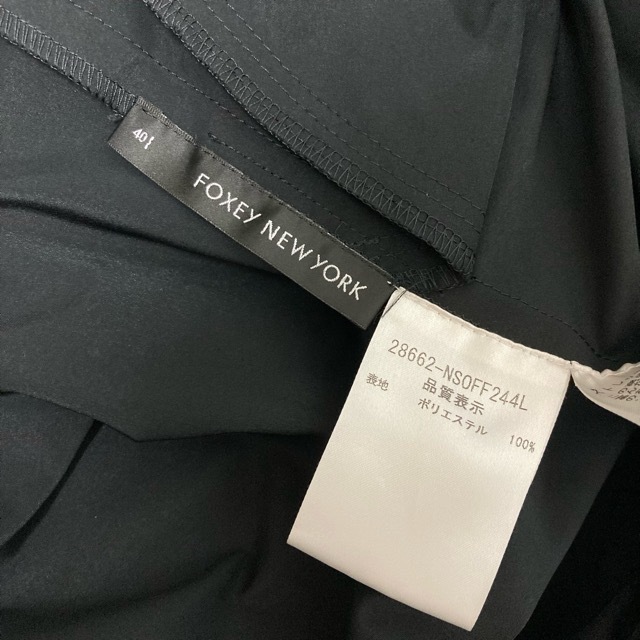 40
FOXEY NEW YORK
28662-NSOFF244L
品質表示
表地 ポリエステル 100%